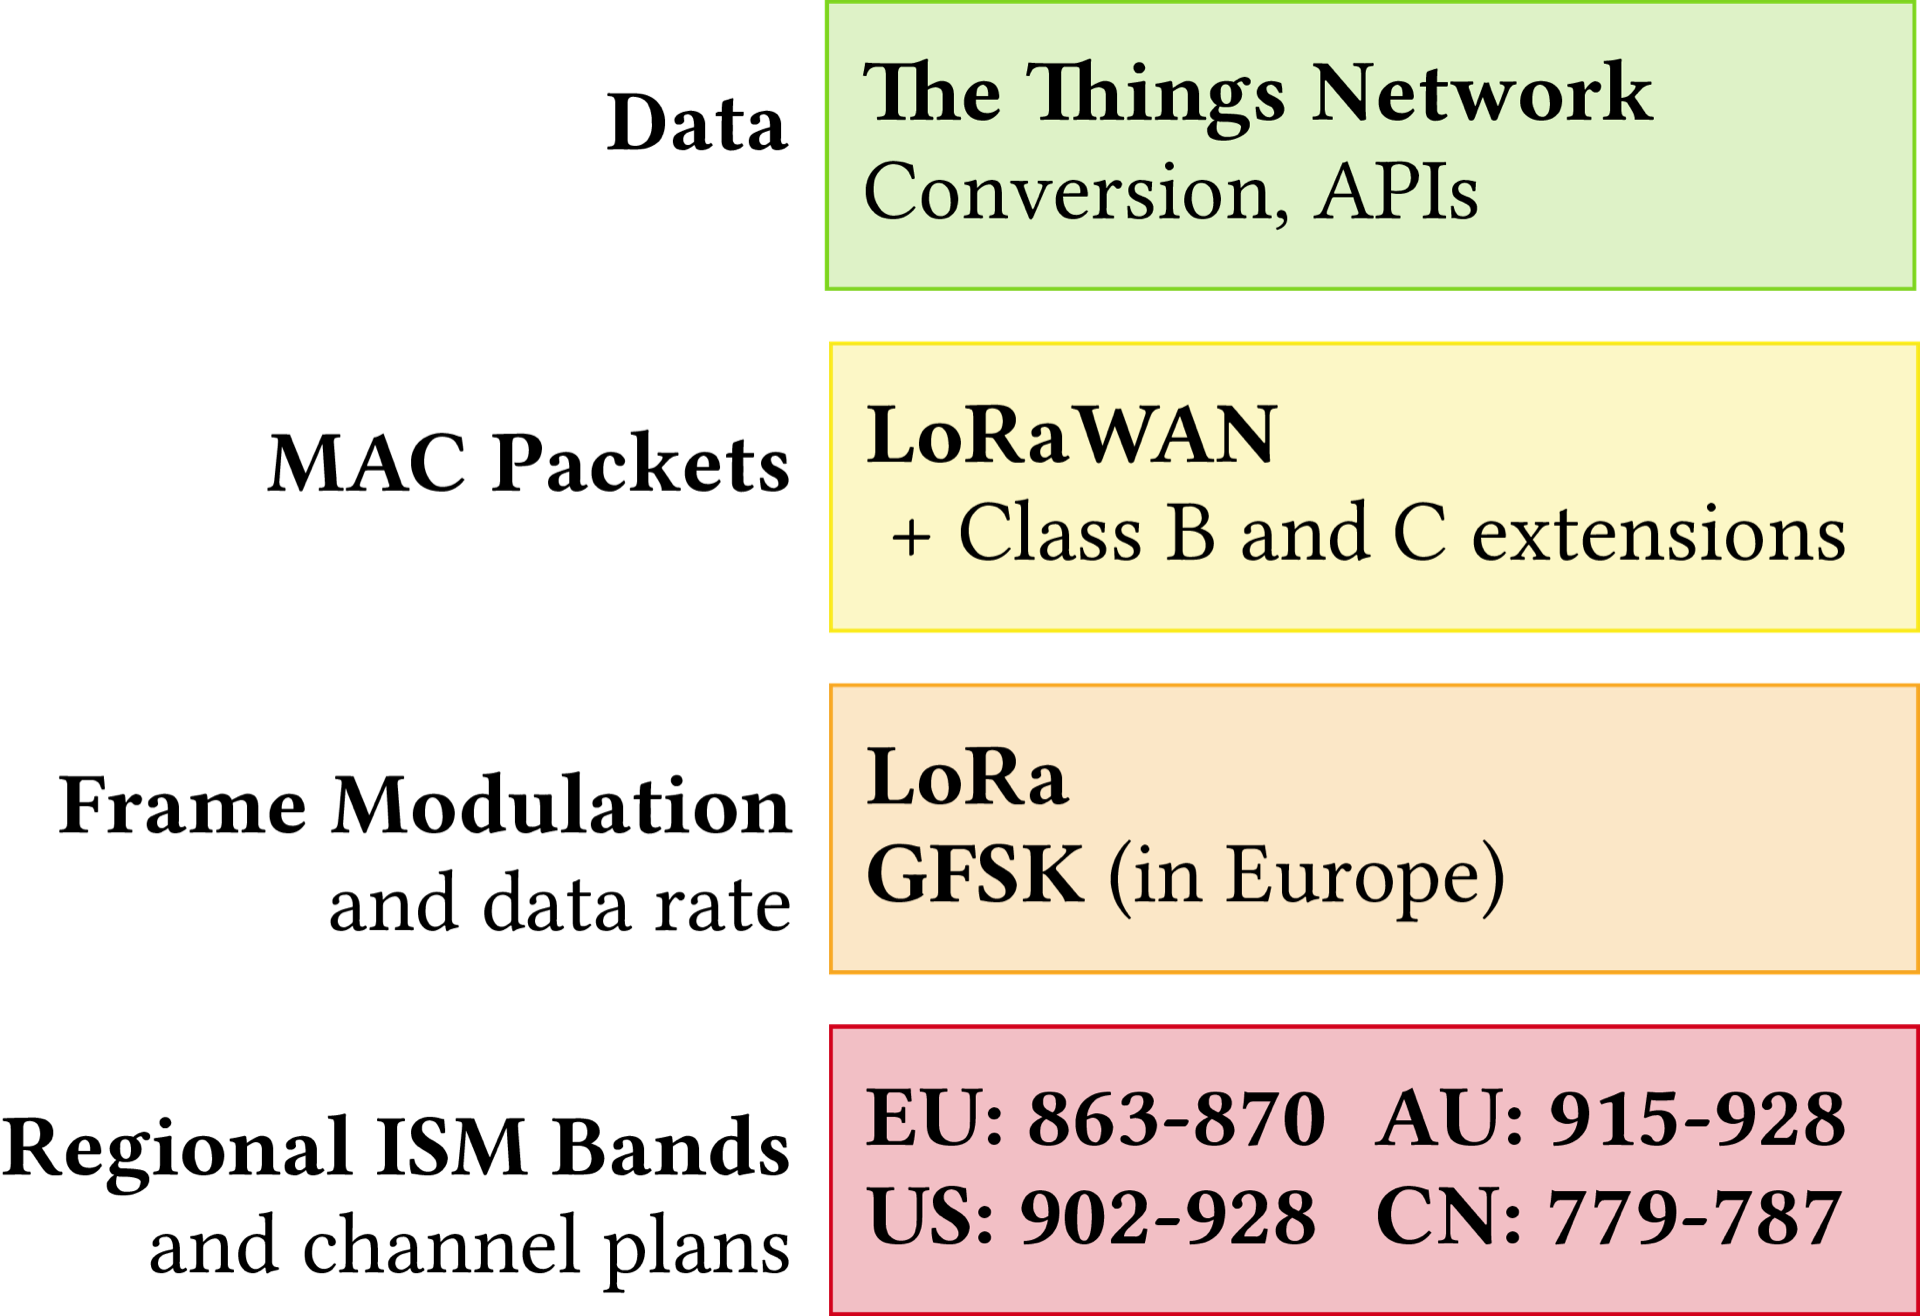 Data
The Things Network
Conversion, APIs
MAC Packets
LoRaWAN
+ Class B and C extensions
Frame Modulation
and data rate
LoRa
GFSK (in Europe)
Regional ISM Bands
and channel plans
EU: 863-870 AU: 915-928
US: 902-928 CN: 779-787